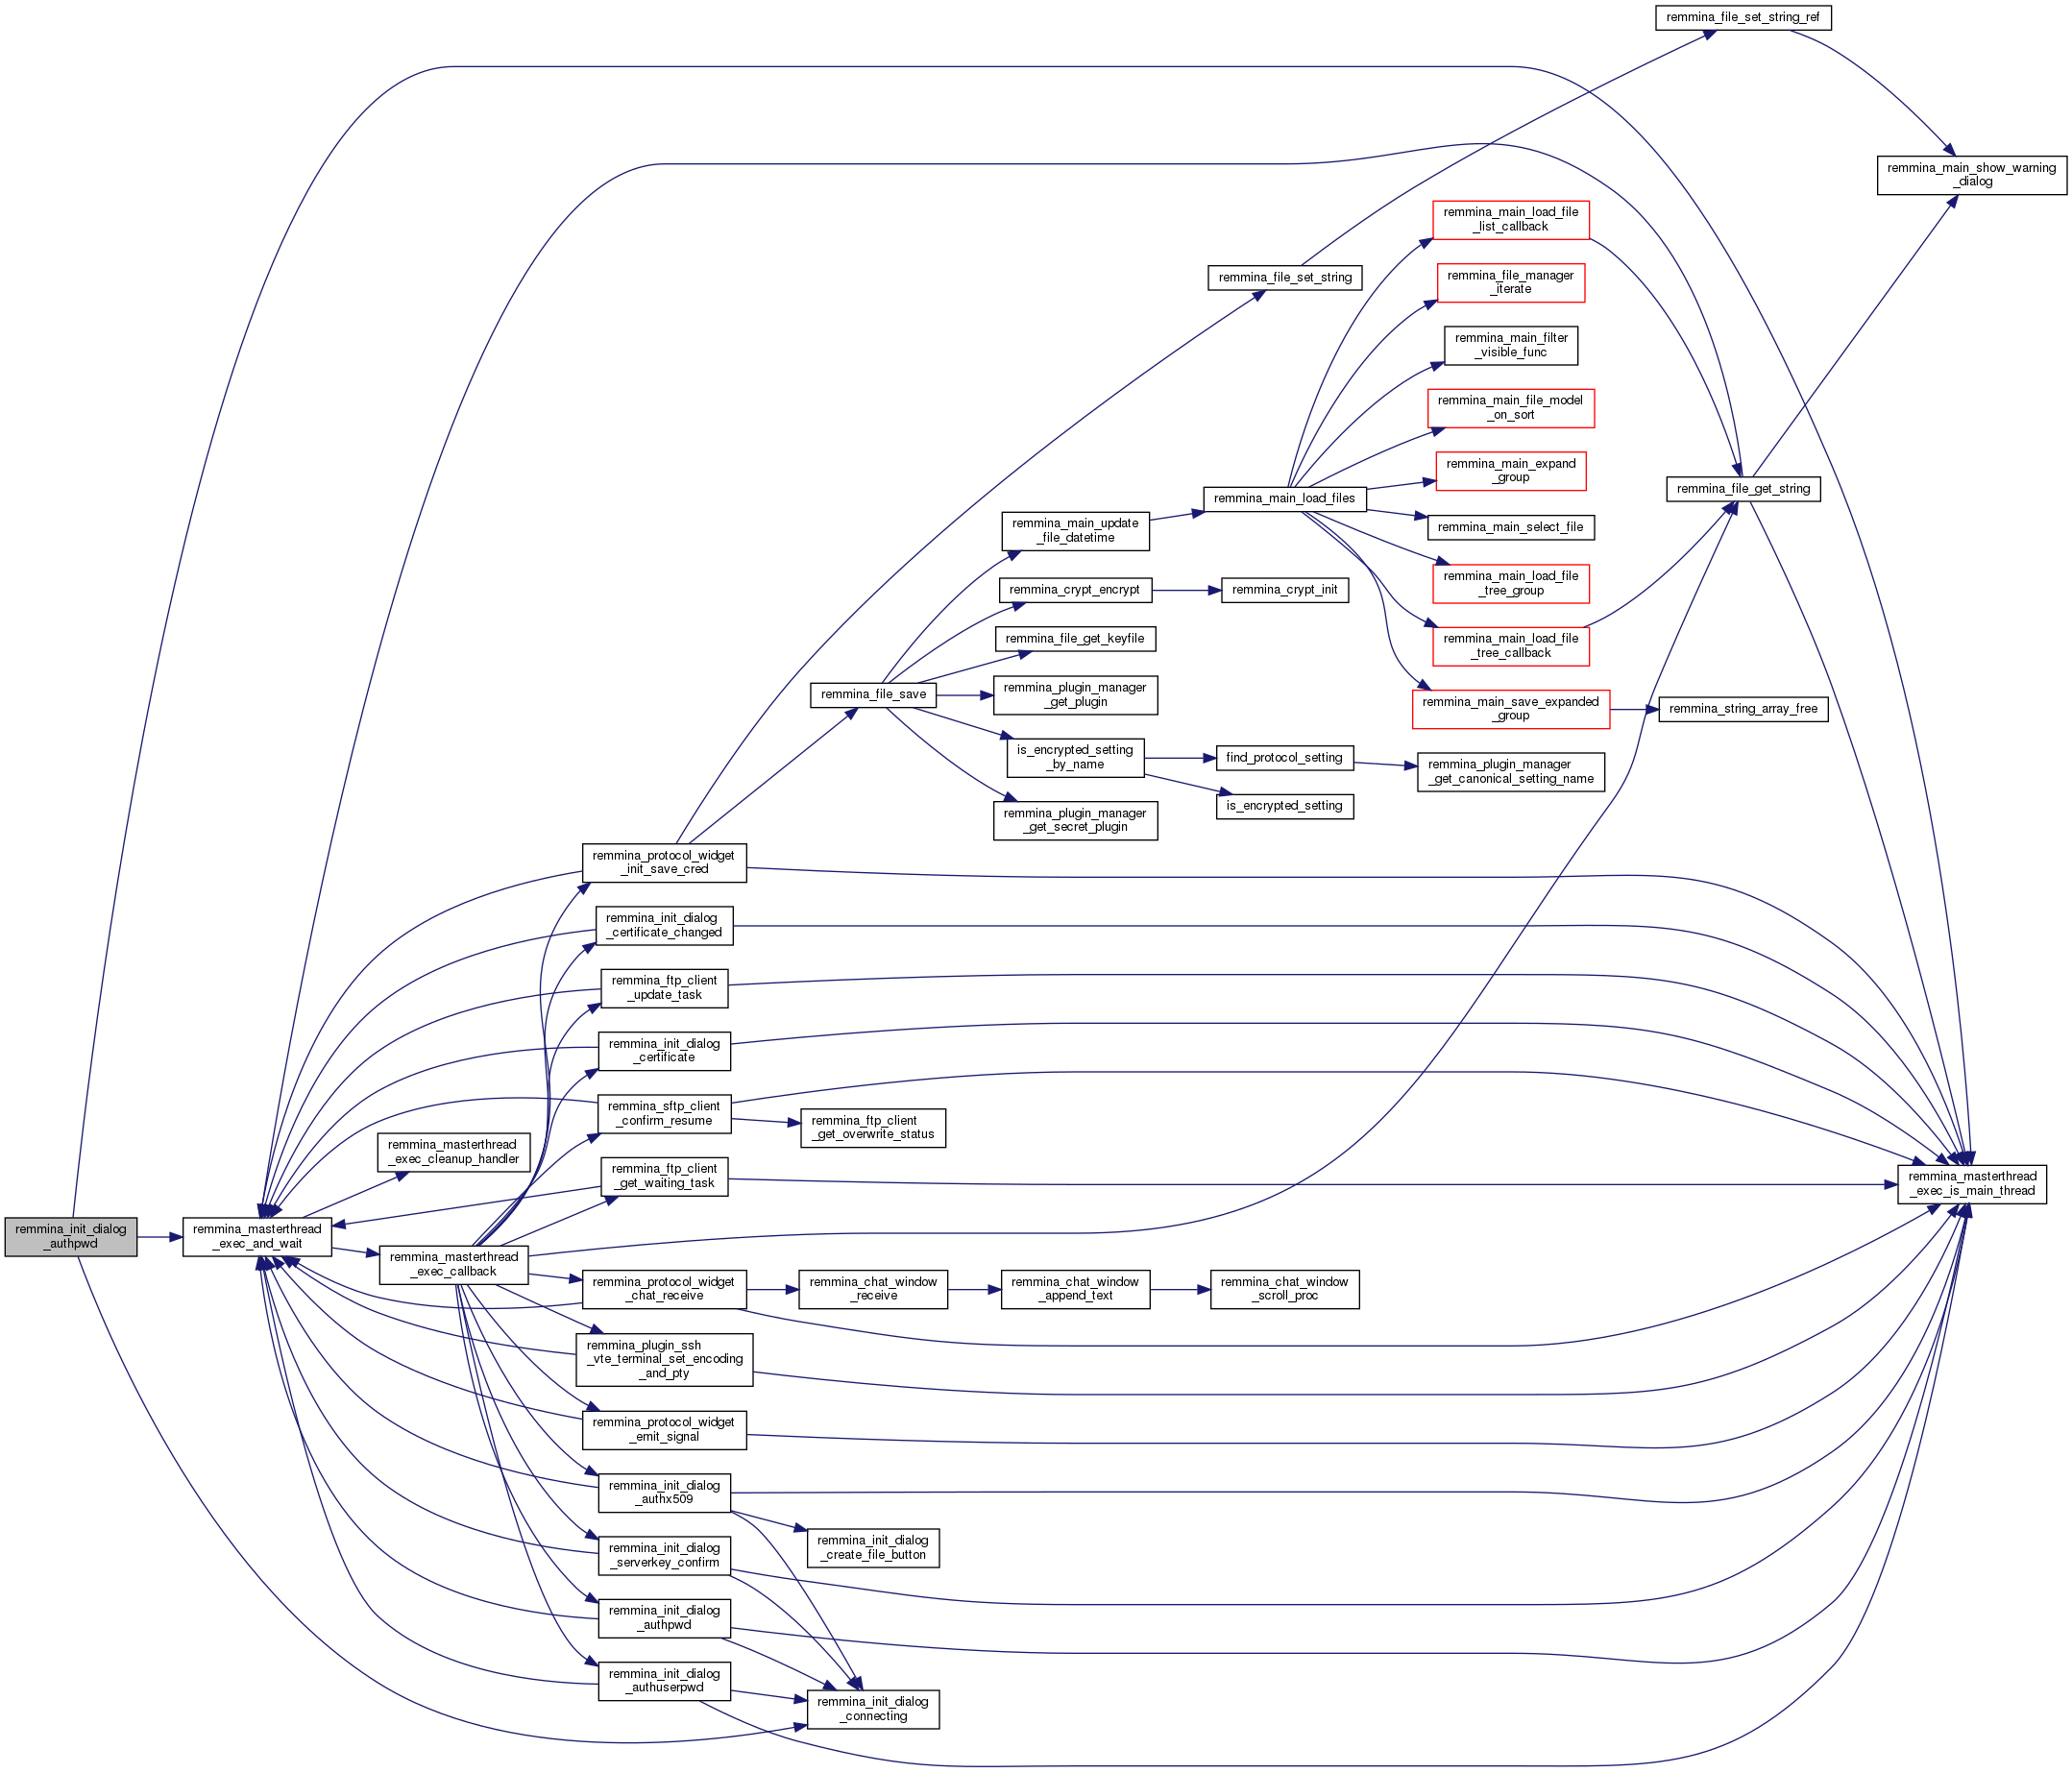 remmina_file_set_string_ref
remmina_main_show_warning
_dialog
remmina_main_load_file
_list_callback
remmina_file_set_string
remmina_file_manager
_iterate
remmina_main_filter
_visible_func
remmina_main_file_model
_on_sort
remmina_main_expand
_group
remmina_main_load_files
remmina_file_get_string
remmina_main_update
_file_datetime
remmina_main_select_file
remmina_crypt_encrypt
remmina_crypt_init
remmina_main_load_file
_tree_group
remmina_file_get_keyfile
remmina_main_load_file
_tree_callback
remmina_file_save
remmina_plugin_manager
_get_plugin
remmina_main_save_expanded
_group
remmina_string_array_free
is_encrypted_setting
_by_name
find_protocol_setting
remmina_plugin_manager
_get_canonical_setting_name
is_encrypted_setting
remmina_plugin_manager
_get_secret_plugin
remmina_protocol_widget
_init_save_cred
remmina_init_dialog
_certificate_changed
remmina_ftp_client
_update_task
remmina_init_dialog
_certificate
remmina_sftp_client
_confirm_resume
remmina_ftp_client
_get_overwrite_status
remmina_masterthread
_exec_cleanup_handler
remmina_ftp_client
_get_waiting_task
remmina_masterthread
_exec_is_main_thread
remmina_init_dialog
_authpwd
remmina_masterthread
_exec_and_wait
remmina_masterthread
_exec_callback
remmina_protocol_widget
_chat_receive
remmina_chat_window
_receive
remmina_chat_window
_append_text
remmina_chat_window
_scroll_proc
remmina_plugin_ssh
_vte_terminal_set_encoding
_and_pty
remmina_protocol_widget
_emit_signal
remmina_init_dialog
_authx509
remmina_init_dialog
_create_file_button
remmina_init_dialog
_serverkey_confirm
remmina_init_dialog
_authpwd
remmina_init_dialog
_authuserpwd
remmina_init_dialog
_connecting